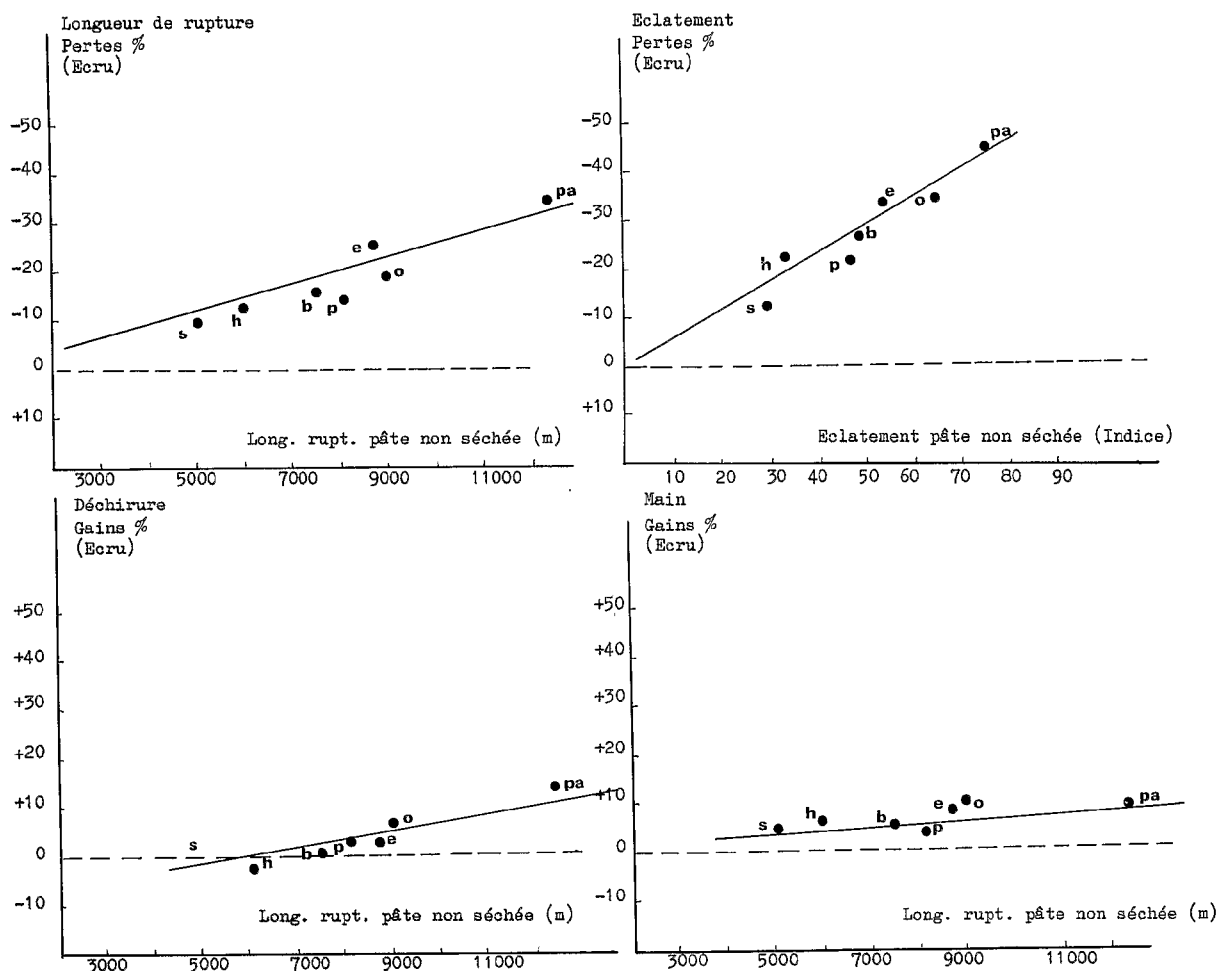 Longueur de rupture
Pertes %
(Ecru)
-50
-40
-30
-20
-10
0
+10
pa
e
o
b
p
h
s
Long. rupt. pâte non séchée (m)
3000 5000 7000 9000 11000
Eclatement
Pertes %
(Ecru)
-50
-40
-30
-20
-10
0
+10
pa
e
o
b
h
p
s
Eclatement pâte non séchée (Indice)
10 20 30 40 50 60 70 80 90
Déchirure
Gains %
(Ecru)
+50
+40
+30
+20
+10
0
-10
pa
o
s
b
p
e
h
Long. rupt. pâte non séchée (m)
3000 5000 7000 9000 11000
Main
Gains %
(Ecru)
+50
+40
+30
+20
+10
0
-10
pa
e
o
h
b
s
p
Long. rupt. pâte non séchée (m)
3000 5000 7000 9000 11000